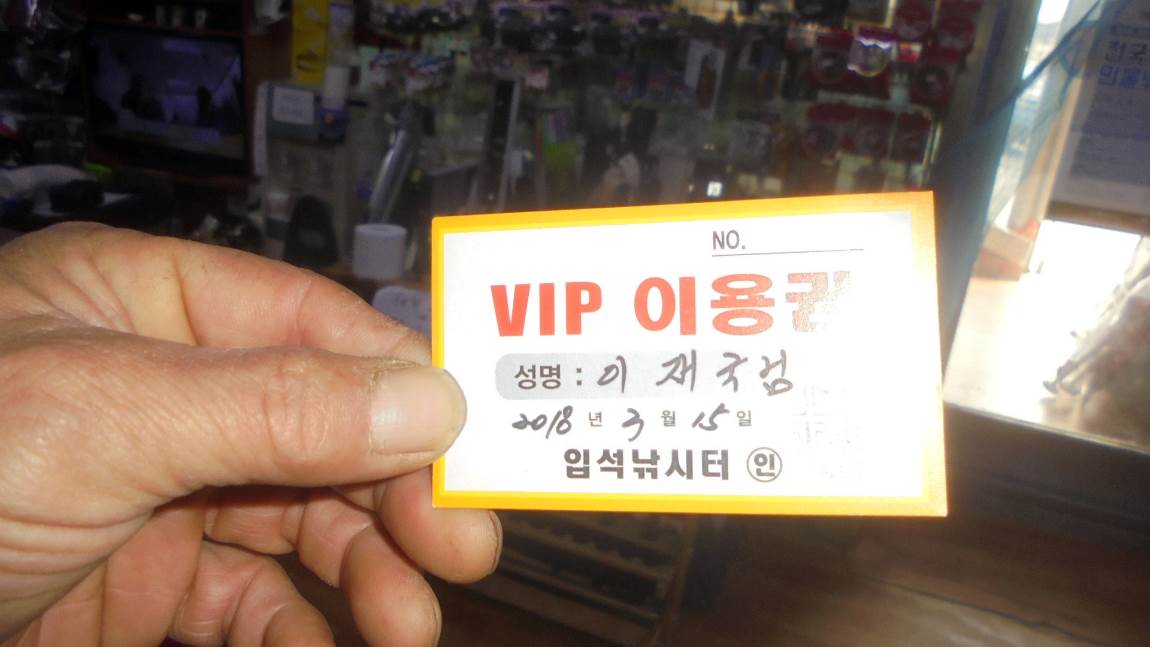 NO.
VIP 이용권
성명 : 이재국님
2018 년 3 월 15 일
입석낚시터 인